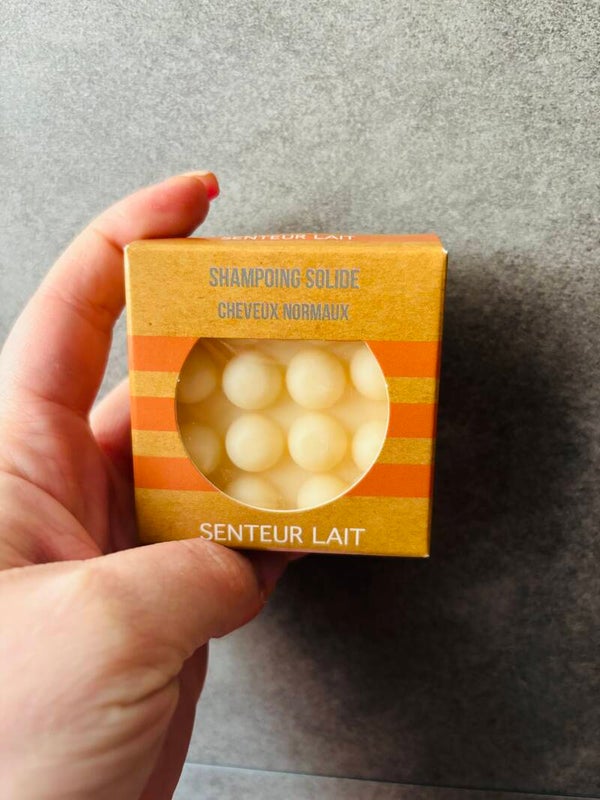 SENTEUR LAIT
SHAMPOING SOLIDE
CHEVEUX NORMAUX
SENTEUR LAIT